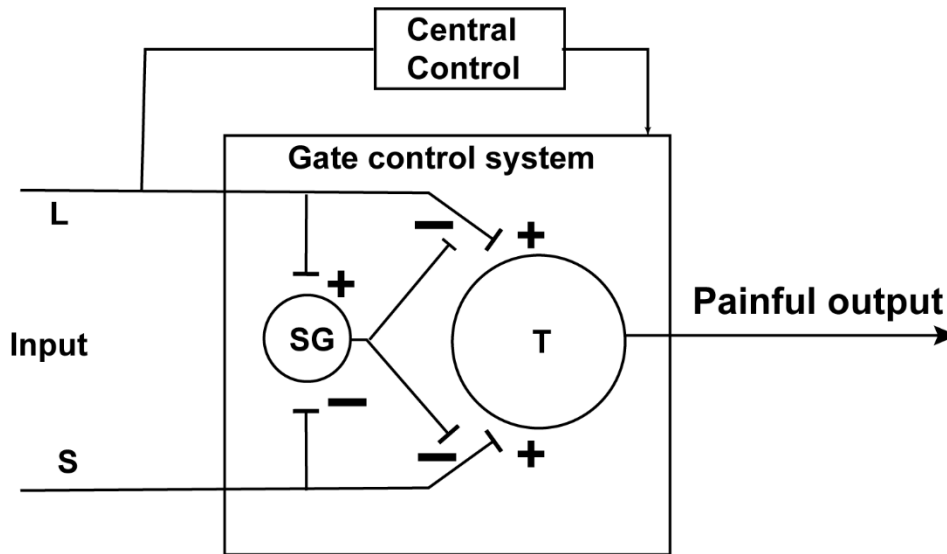 Central
Control
Gate control system
L
− +
+
SG
T
Painful output
Input
−
S
− +